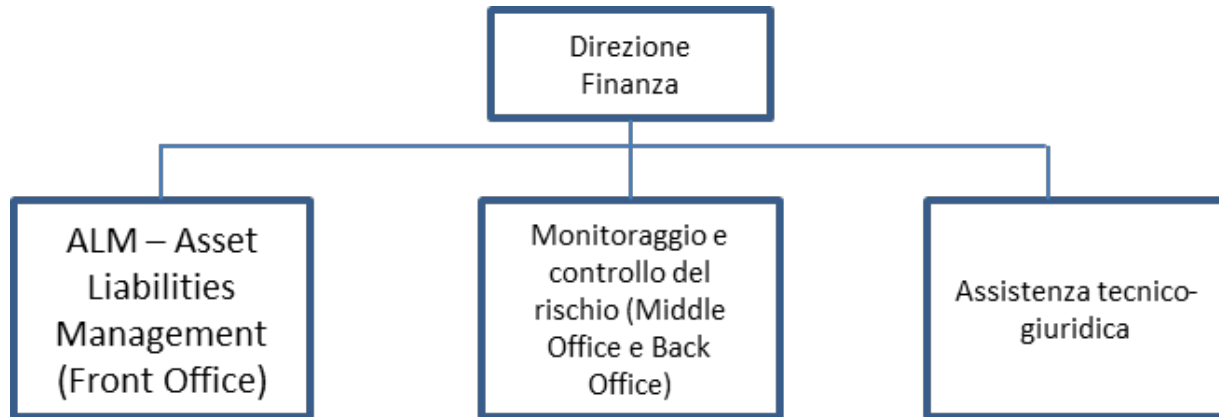 Direzione
Finanza
ALM – Asset
Liabilities
Management
(Front Office)
Monitoraggio e
controllo del
rischio (Middle
Office e Back
Office)
Assistenza tecnico-
giuridica